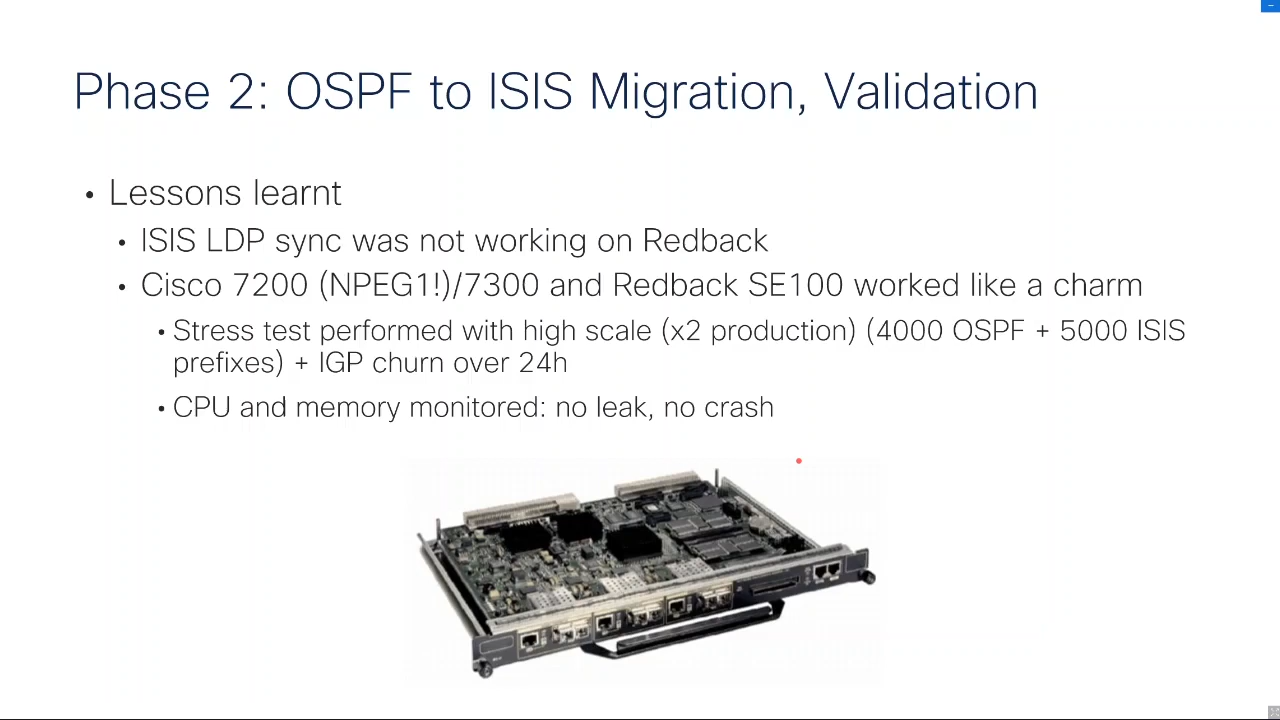 Phase 2: OSPF to ISIS Migration, Validation
• Lessons learnt
• ISIS LDP sync was not working on Redback
• Cisco 7200 (NPEG1!)/7300 and Redback SE100 worked like a charm
• Stress test performed with high scale (x2 production) (4000 OSPF + 5000 ISIS
prefixes) + IGP churn over 24h
• CPU and memory monitored: no leak, no crash